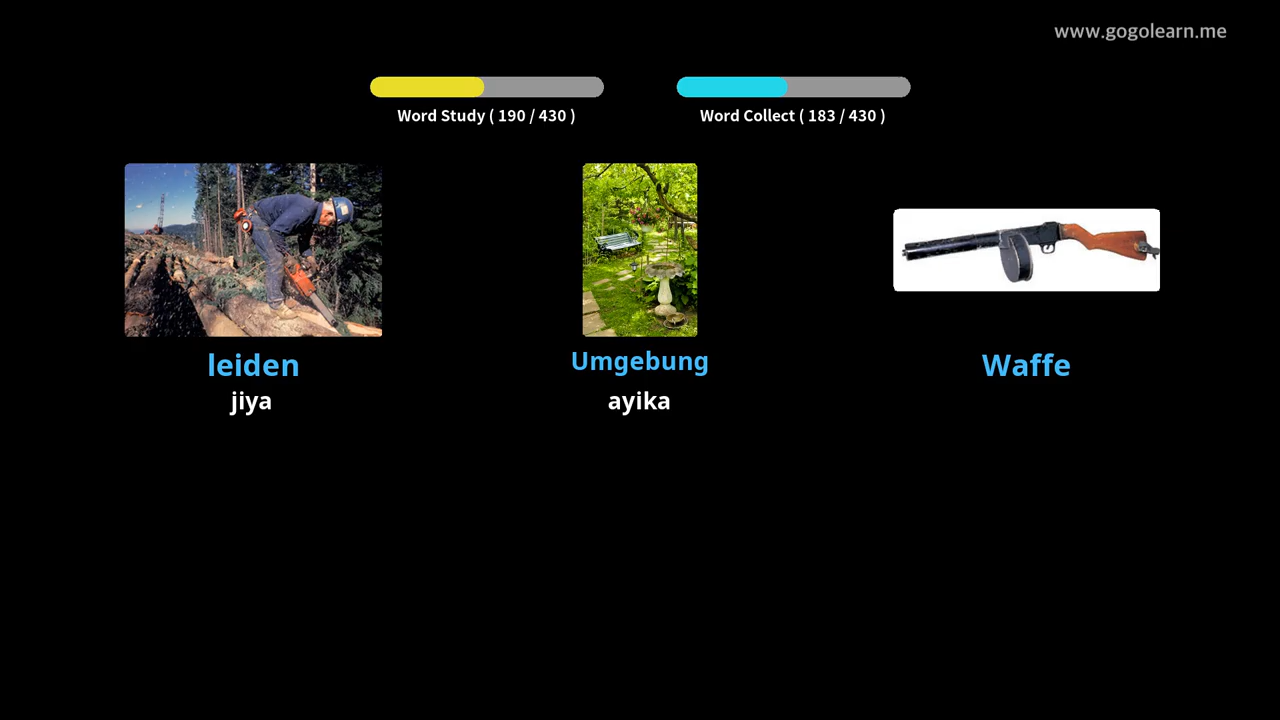 www.gogolearn.me
Word Study ( 190 / 430 )
Word Collect ( 183 / 430 )
leiden
jiya
Umgebung
ayika
Waffe